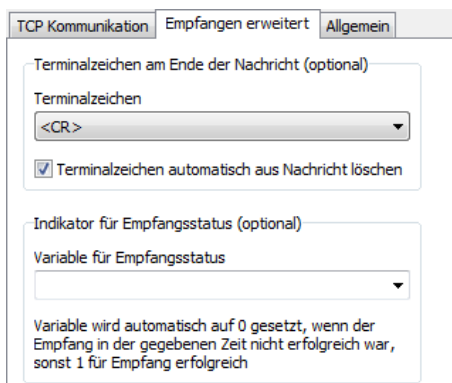 TCP Kommunikation Empfangen erweitert Allgemein
Terminalzeichen am Ende der Nachricht (optional)
Terminalzeichen
<CR>
Terminalzeichen automatisch aus Nachricht löschen
Indikator für Empfangsstatus (optional)
Variable für Empfangsstatus
Variable wird automatisch auf 0 gesetzt, wenn der
Empfang in der gegebenen Zeit nicht erfolgreich war,
sonst 1 für Empfang erfolgreich